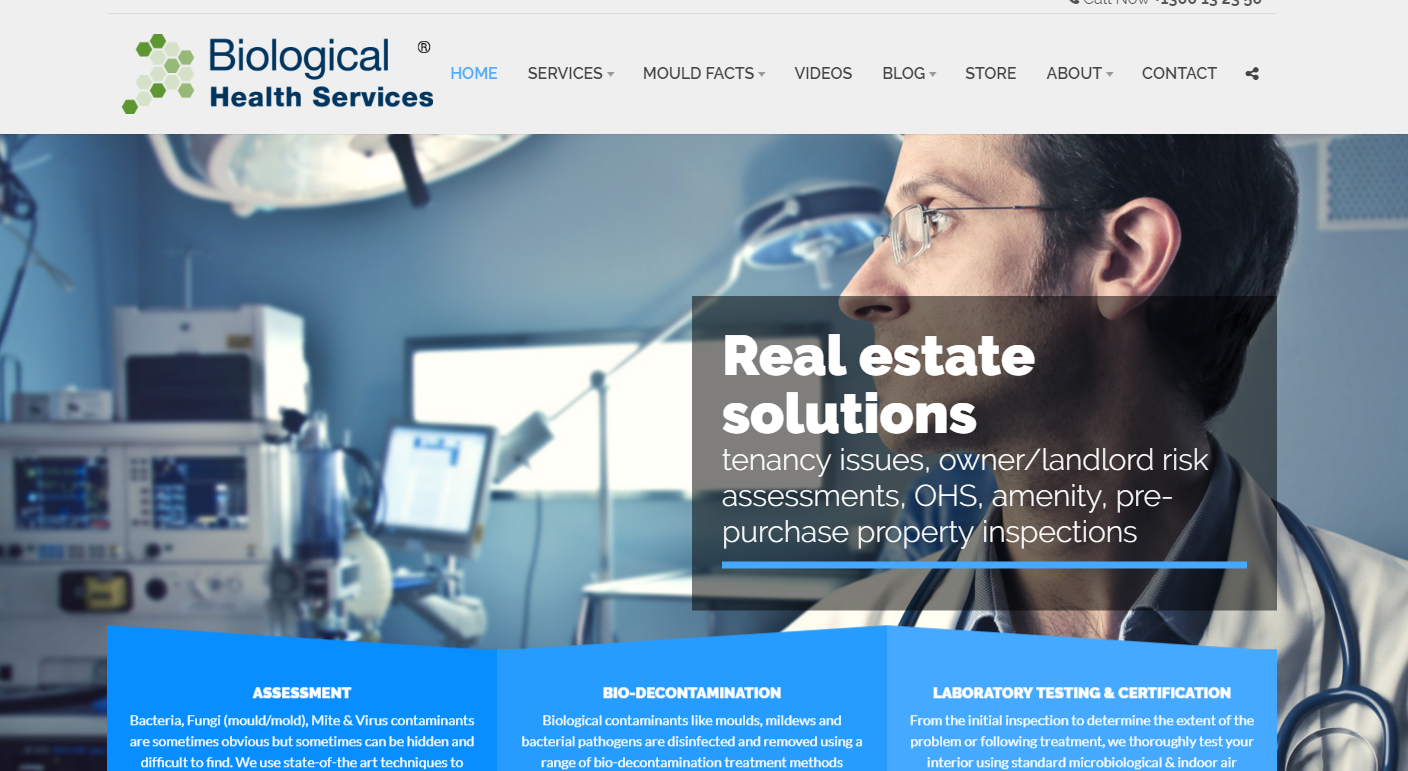 Call Now +1300 13 23 50
Biological ®
Health Services
HOME SERVICES MOULD FACTS VIDEOS BLOG STORE ABOUT CONTACT
Real estate
solutions
tenancy issues, owner/landlord risk
assessments, OHS, amenity, pre-
purchase property inspections
ASSESSMENT
Bacteria, Fungi (mould/mold), Mite & Virus contaminants
are sometimes obvious but sometimes can be hidden and
difficult to find. We use state-of-the art techniques to
BIO-DECONTAMINATION
Biological contaminants like moulds, mildews and
bacterial pathogens are disinfected and removed using a
range of bio-decontamination treatment methods
LABORATORY TESTING & CERTIFICATION
From the initial inspection to determine the extent of the
problem or following treatment, we thoroughly test your
interior using standard microbiological & indoor air